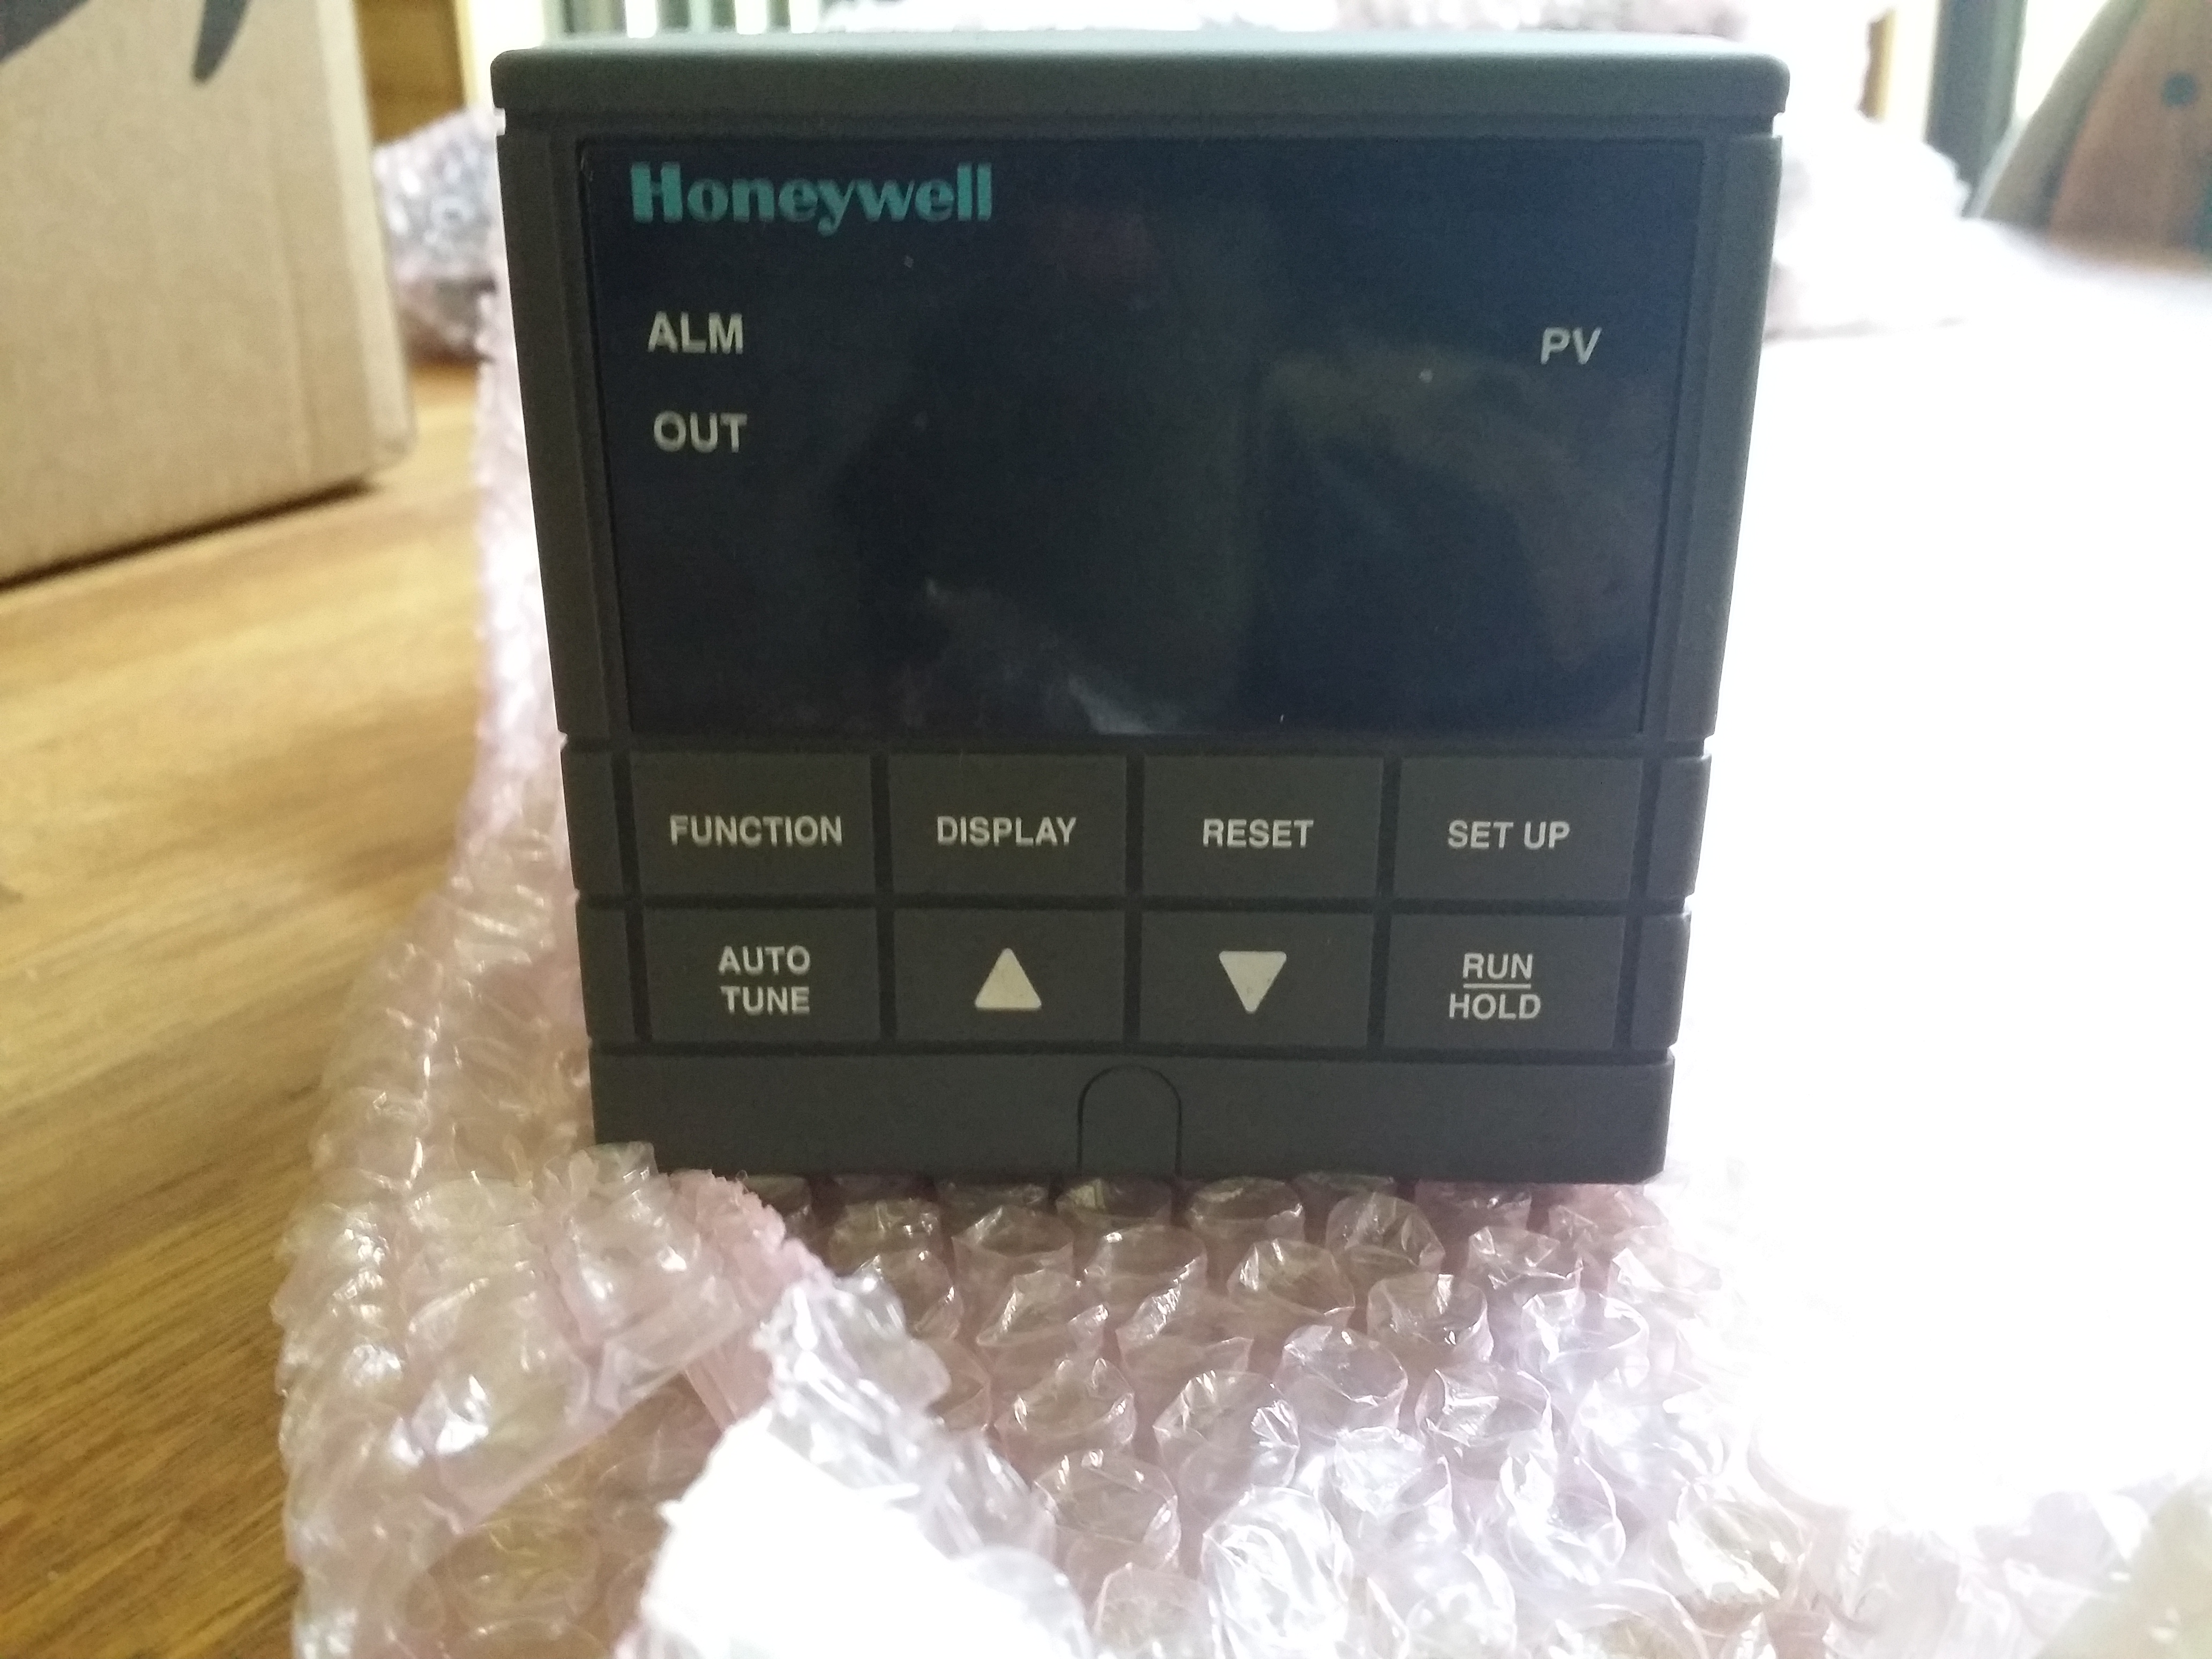 Honeywell
ALM
PV
OUT
FUNCTION
DISPLAY
RESET
SET UP
AUTO
TUNE
RUN
HOLD